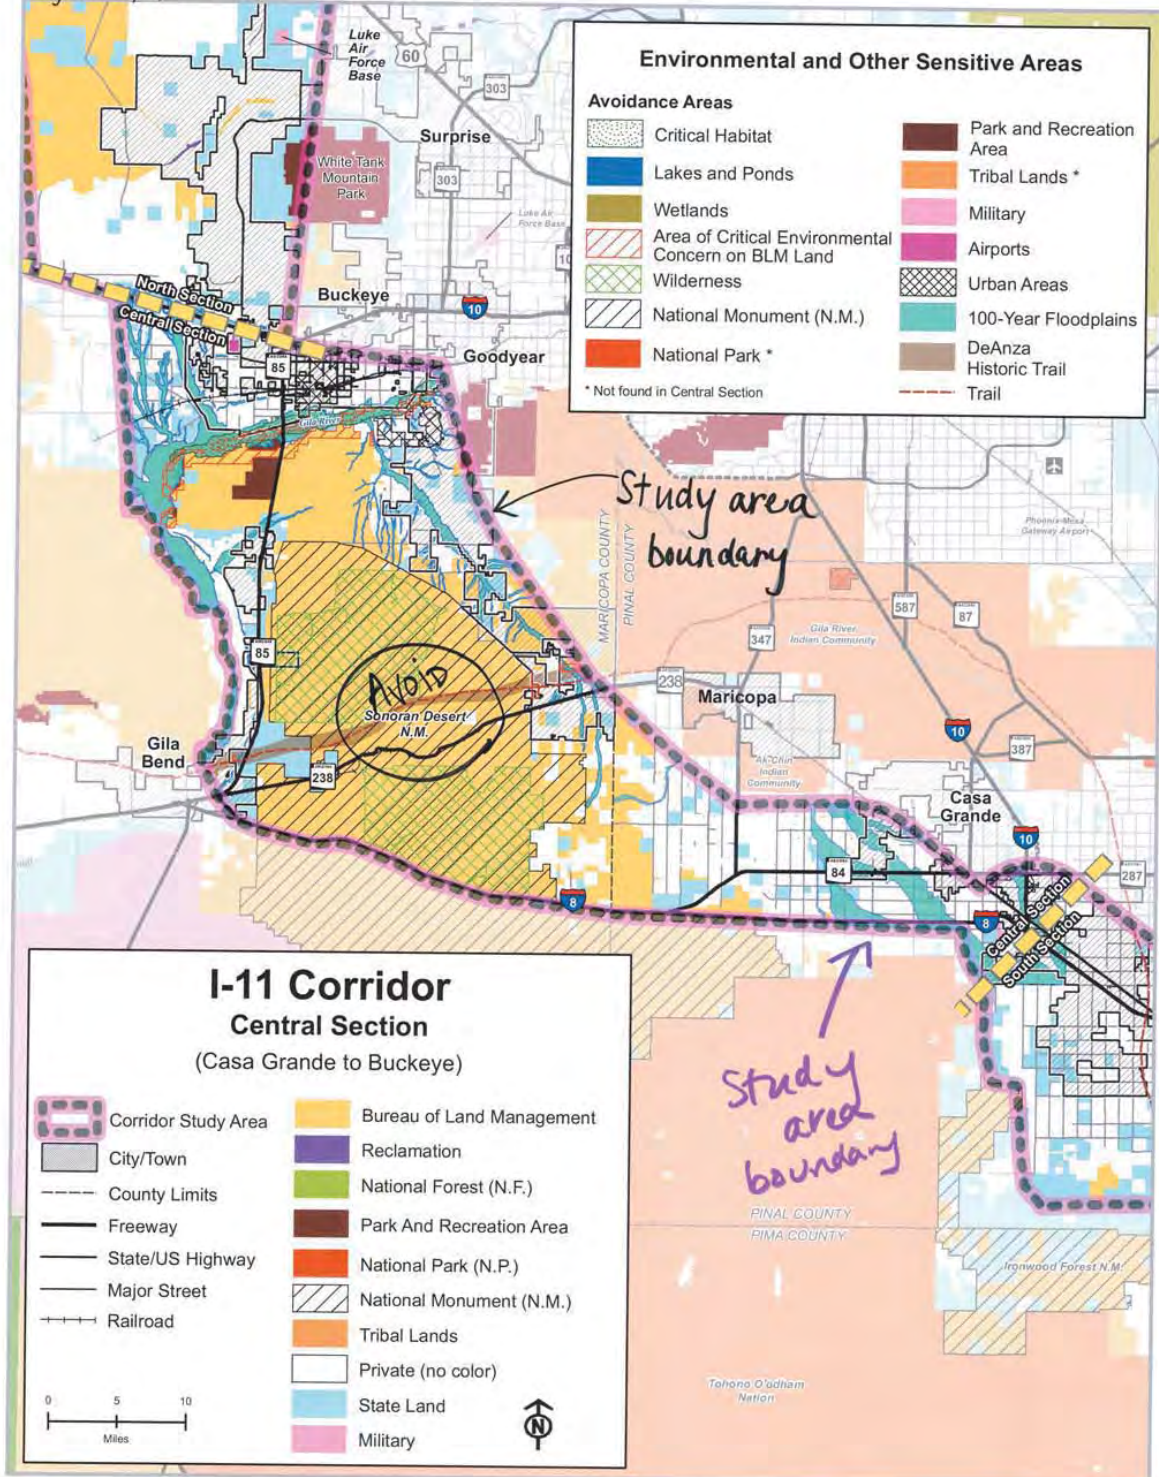 Luke
Air
Force
Base
60
303
Surprise
White Tank
Mountain
Park
303
Luke Air
Force Base
10
North Section
Central Section
Buckeye
10
Goodyear
85
Gila River
Environmental and Other Sensitive Areas
Avoidance Areas
Critical Habitat
Lakes and Ponds
Wetlands
Area of Critical Environmental
Concern on BLM Land
Wilderness
National Monument (N.M.)
National Park *
* Not found in Central Section
Park and Recreation
Area
Tribal Lands *
Military
Airports
Urban Areas
100-Year Floodplains
DeAnza
Historic Trail
Trail
Study area
boundary
MARICOPA COUNTY
PINAL COUNTY
Phoenix-Mesa
Gateway Airport
587
87
347
Gila River
Indian Community
85
AVOID
Sonoran Desert
N.M.
238
Maricopa
10
387
Gila
Bend
238
Ak-Chin
Indian
Community
Casa
Grande
10
84
287
8
8
Central Section
South Section
Study
area
boundary
PINAL COUNTY
PIMA COUNTY
Ironwood Forest N.M.
Tohono O'odham
Nation
I-11 Corridor
Central Section
(Casa Grande to Buckeye)
Corridor Study Area
City/Town
County Limits
Freeway
State/US Highway
Major Street
Railroad
0 5 10
Miles
Bureau of Land Management
Reclamation
National Forest (N.F.)
Park And Recreation Area
National Park (N.P.)
National Monument (N.M.)
Tribal Lands
Private (no color)
State Land
Military
N